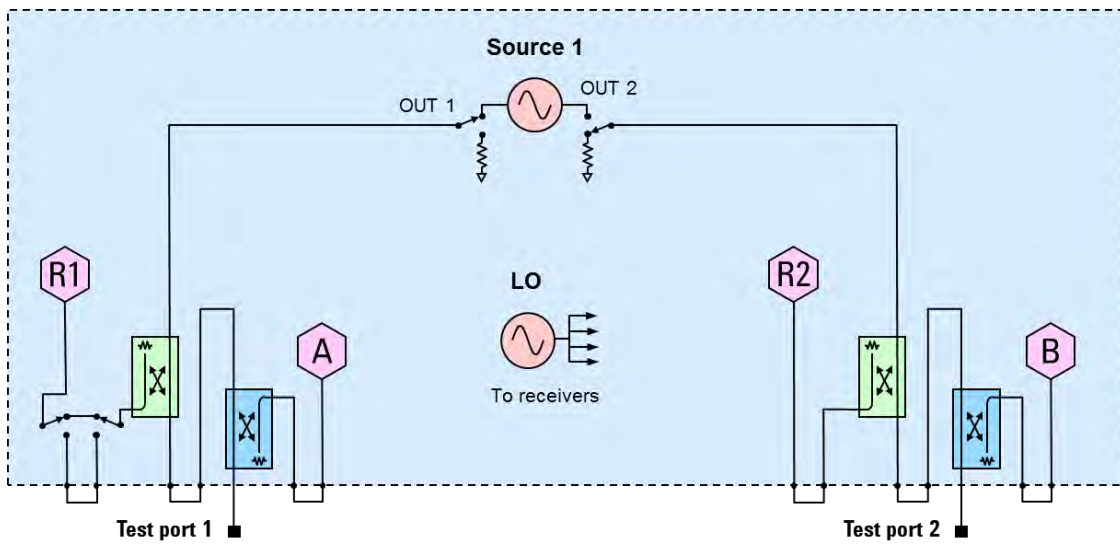 Source 1
OUT 1
OUT 2
R1
R2
LO
A
B
To receivers
Test port 1
Test port 2